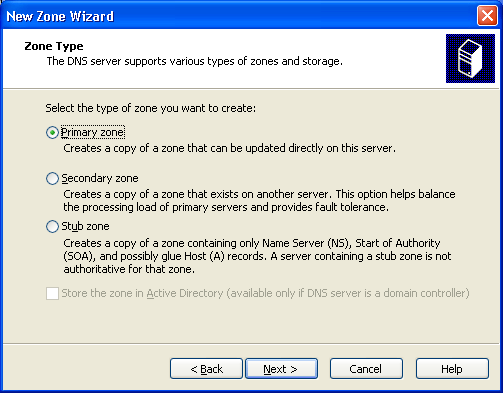 New Zone Wizard
Zone Type
The DNS server supports various types of zones and storage.
Select the type of zone you want to create:
Primary zone
Creates a copy of a zone that can be updated directly on this server.
Secondary zone
Creates a copy of a zone that exists on another server. This option helps balance
the processing load of primary servers and provides fault tolerance.
Stub zone
Creates a copy of a zone containing only Name Server (NS), Start of Authority
(SOA), and possibly glue Host (A) records. A server containing a stub zone is not
authoritative for that zone.
Store the zone in Active Directory (available only if DNS server is a domain controller)
< Back
Next >
Cancel
Help